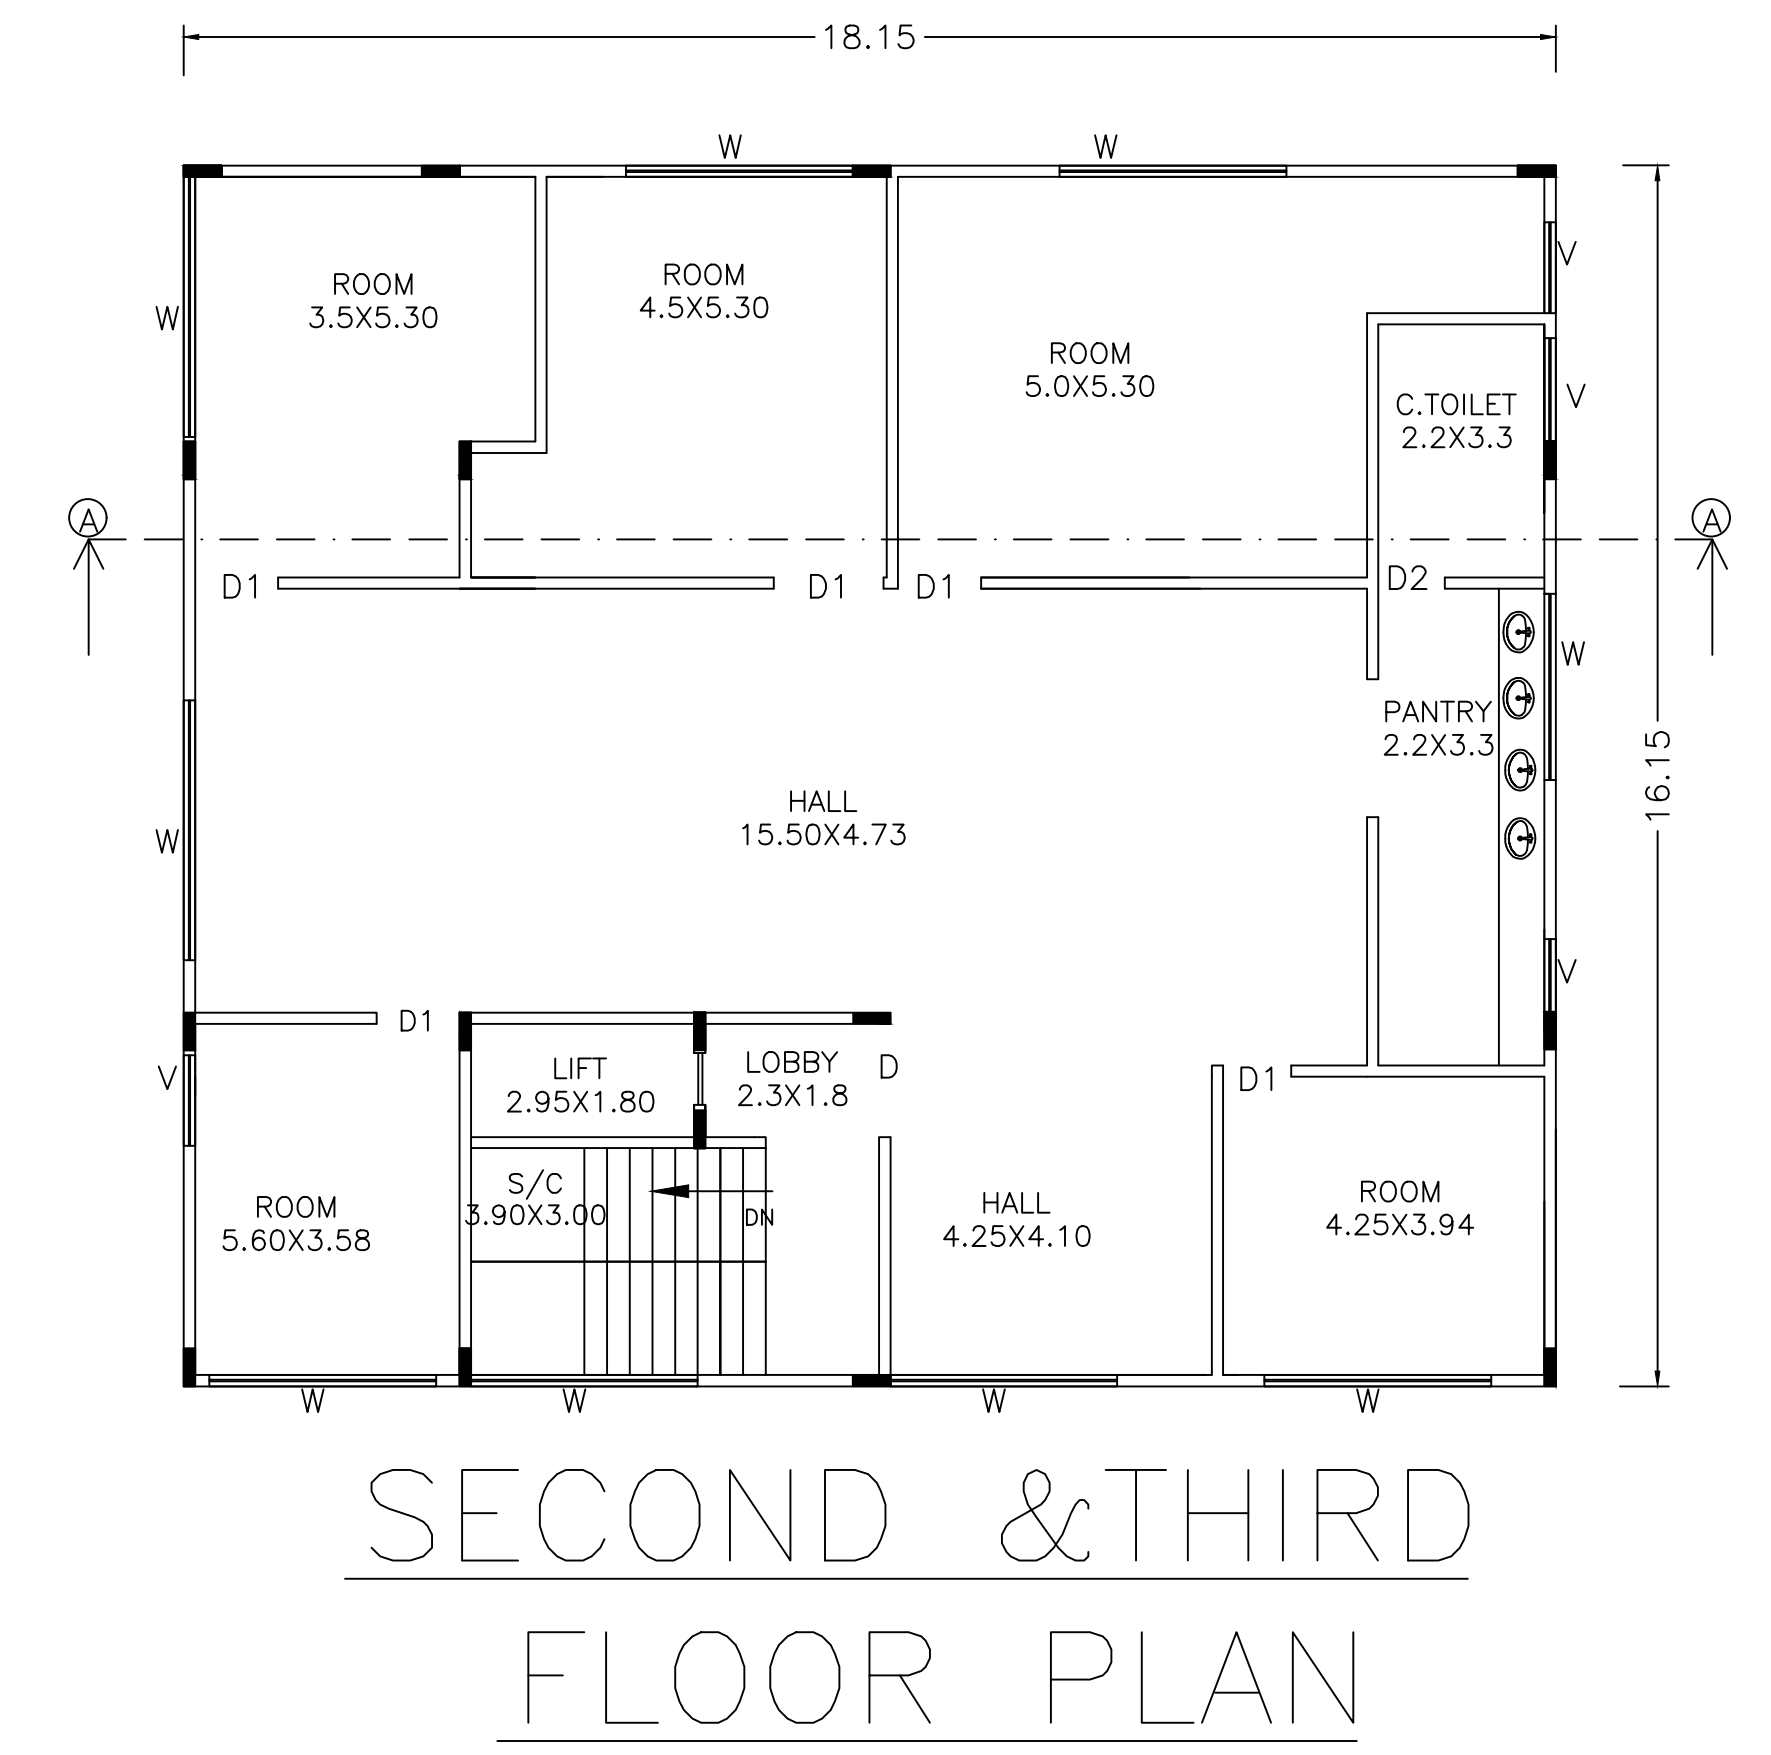 18.15
W
W
V
ROOM
3.5X5.30
ROOM
4.5X5.30
W
ROOM
5.0X5.30
C.TOILET
2.2X3.3
V
A
A
D1
D1
D1
D2
W
PANTRY
2.2X3.3
16.15
HALL
15.50X4.73
W
V
D1
LIFT
2.95X1.80
LOBBY
2.3X1.8
D
D1
V
S/C
3.90X3.00
DN
ROOM
5.60X3.58
HALL
4.25X4.10
ROOM
4.25X3.94
W
W
W
W
SECOND &THIRD
FLOOR PLAN